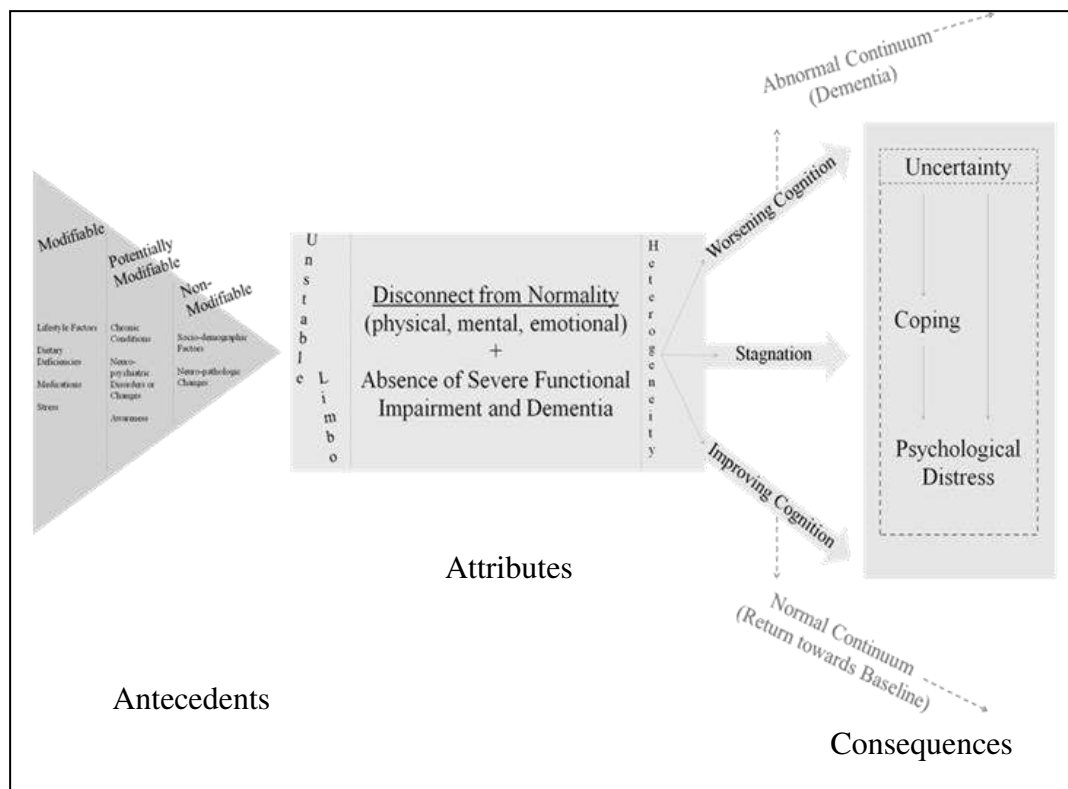 Modifiable
Lifestyle Factors
Dietary
Deficiencies
Medications
Stress
Potentially
Modifiable
Chronic
Conditions
Neuro-
psychiatric
Disorders or
Changes
Awareness
Non-
Modifiable
Socio-demographic
Factors
Neuro-pathologic
Changes
Antecedents
Unstable
Limbo
Disconnect from Normality
(physical, mental, emotional)
+
Absence of Severe Functional
Impairment and Dementia
Heterogeneity
Attributes
Abnormal Continuum
(Dementia)
Worsening Cognition
Stagnation
Improving Cognition
Normal Continuum
(Return towards Baseline)
Uncertainty
Coping
Psychological
Distress
Consequences